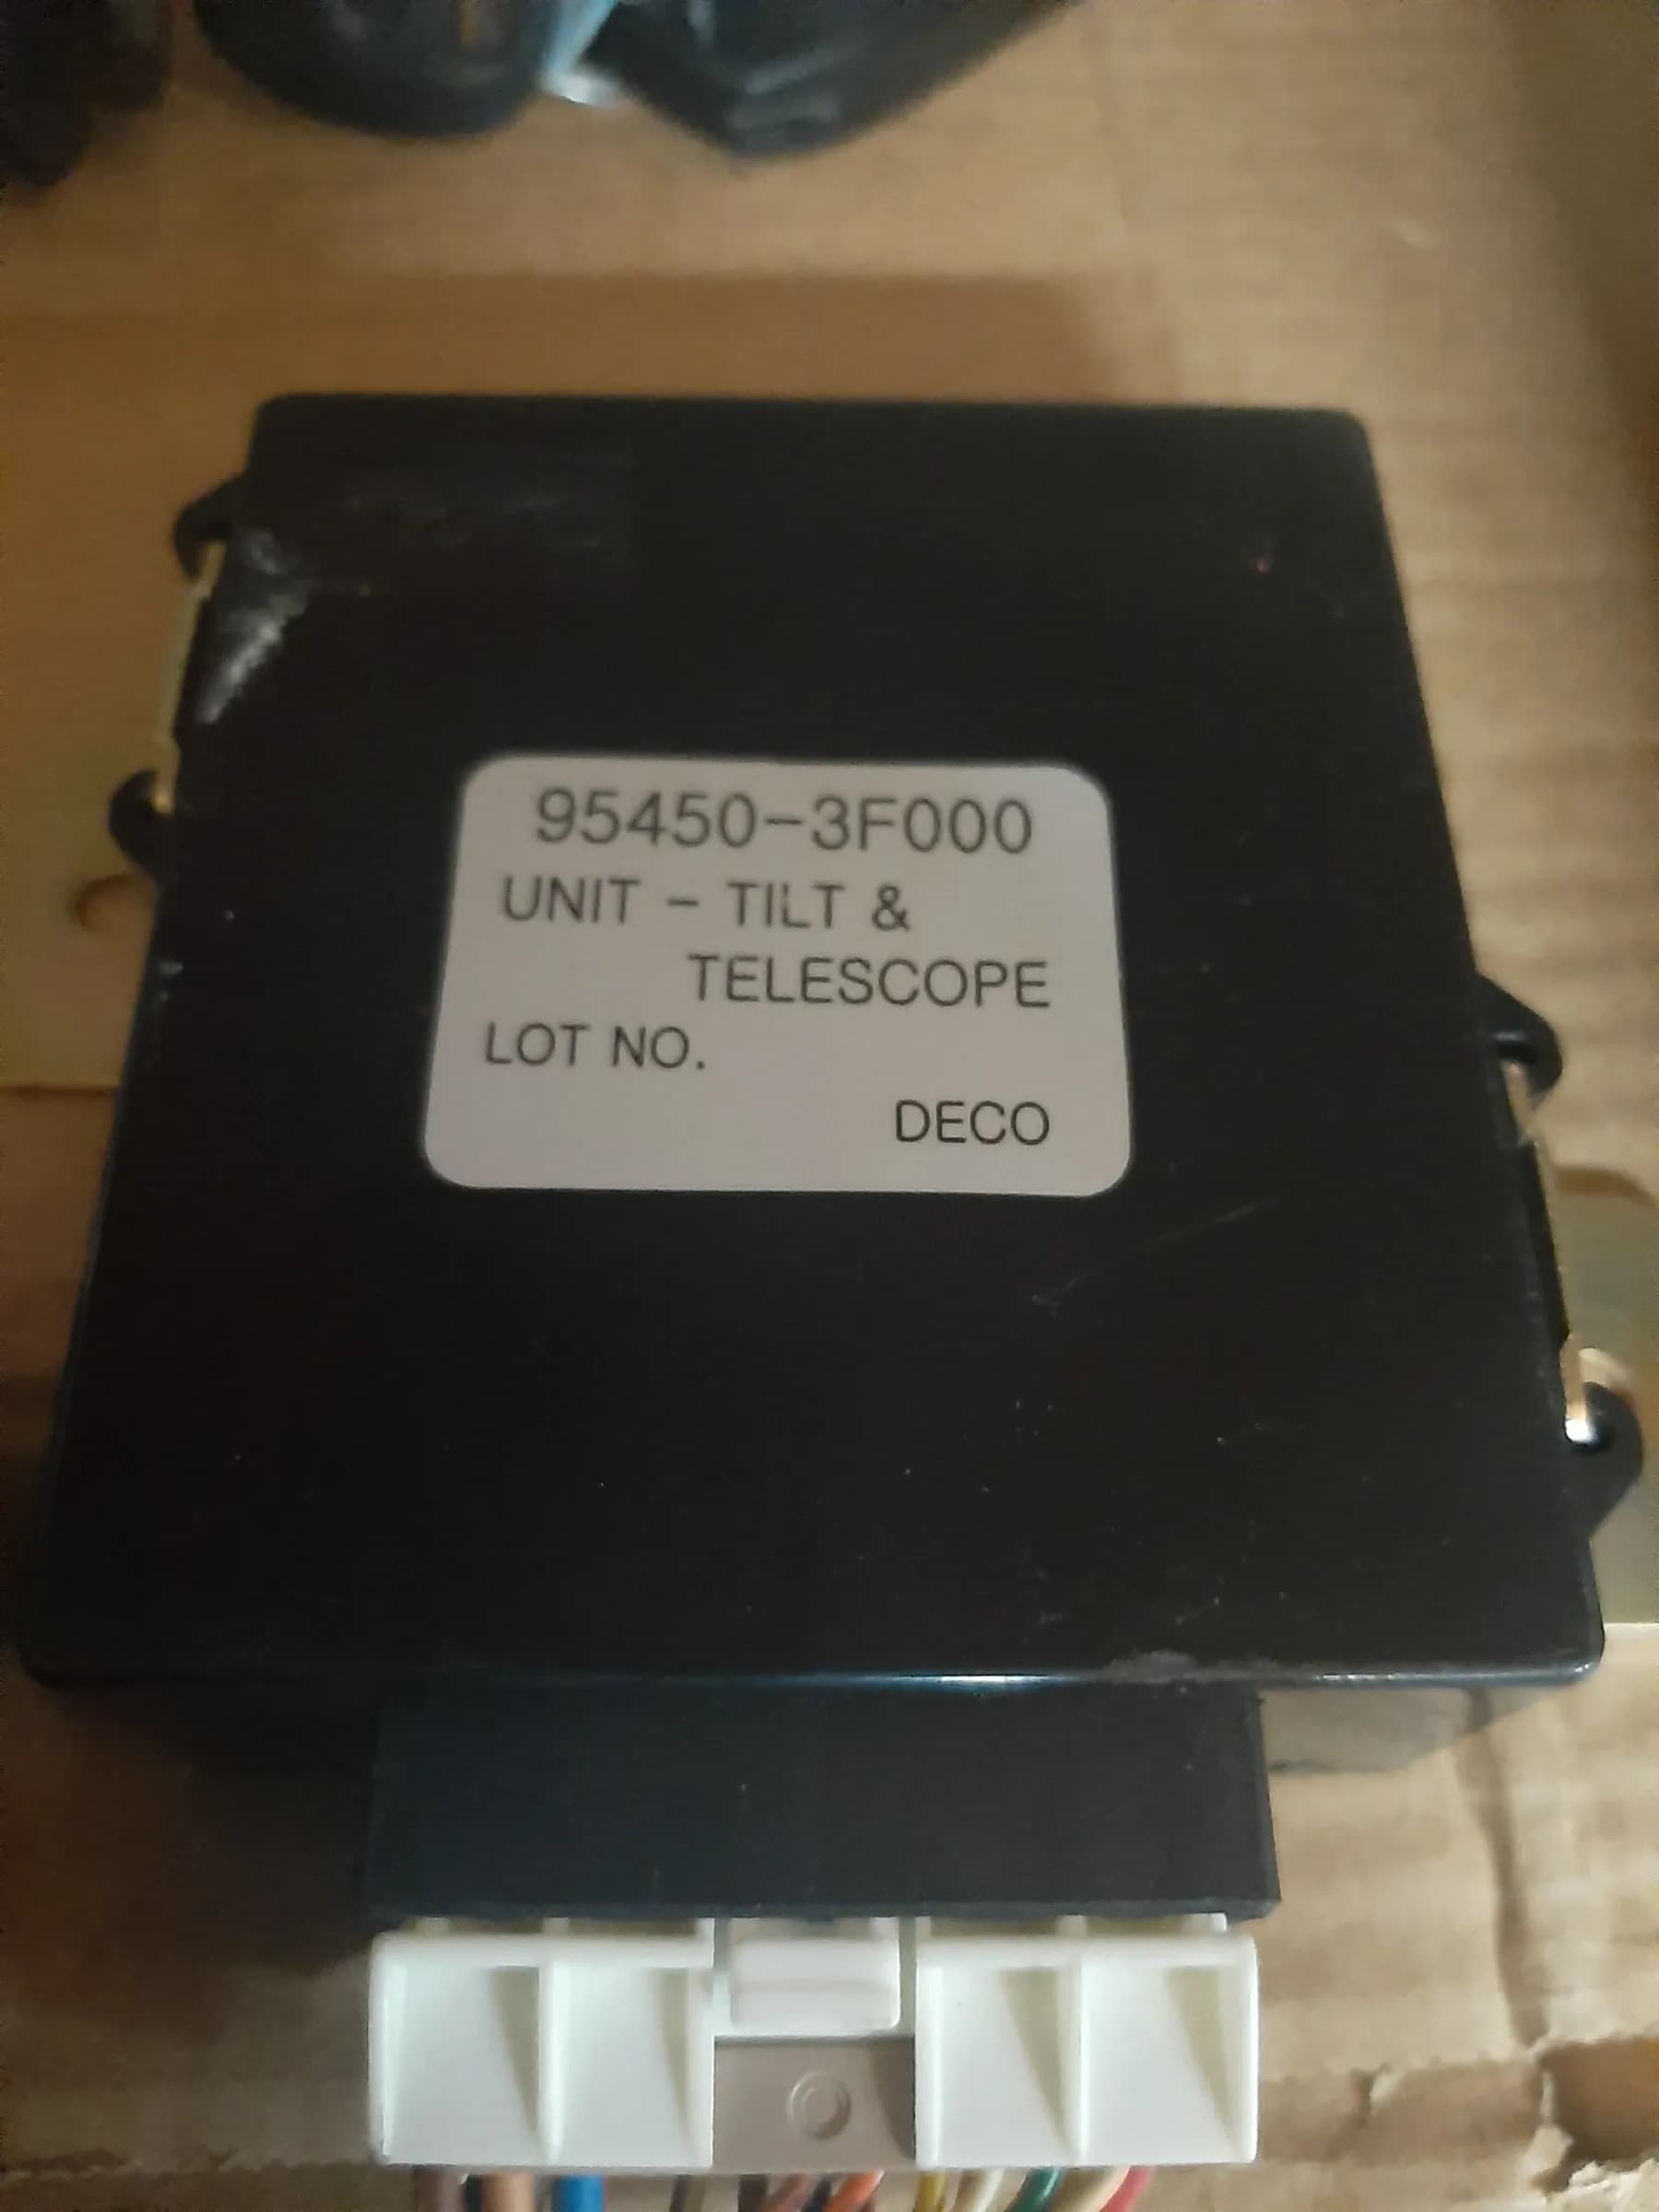 95450-3F000
UNIT - TILT &
TELESCOPE
LOT NO.
DECO